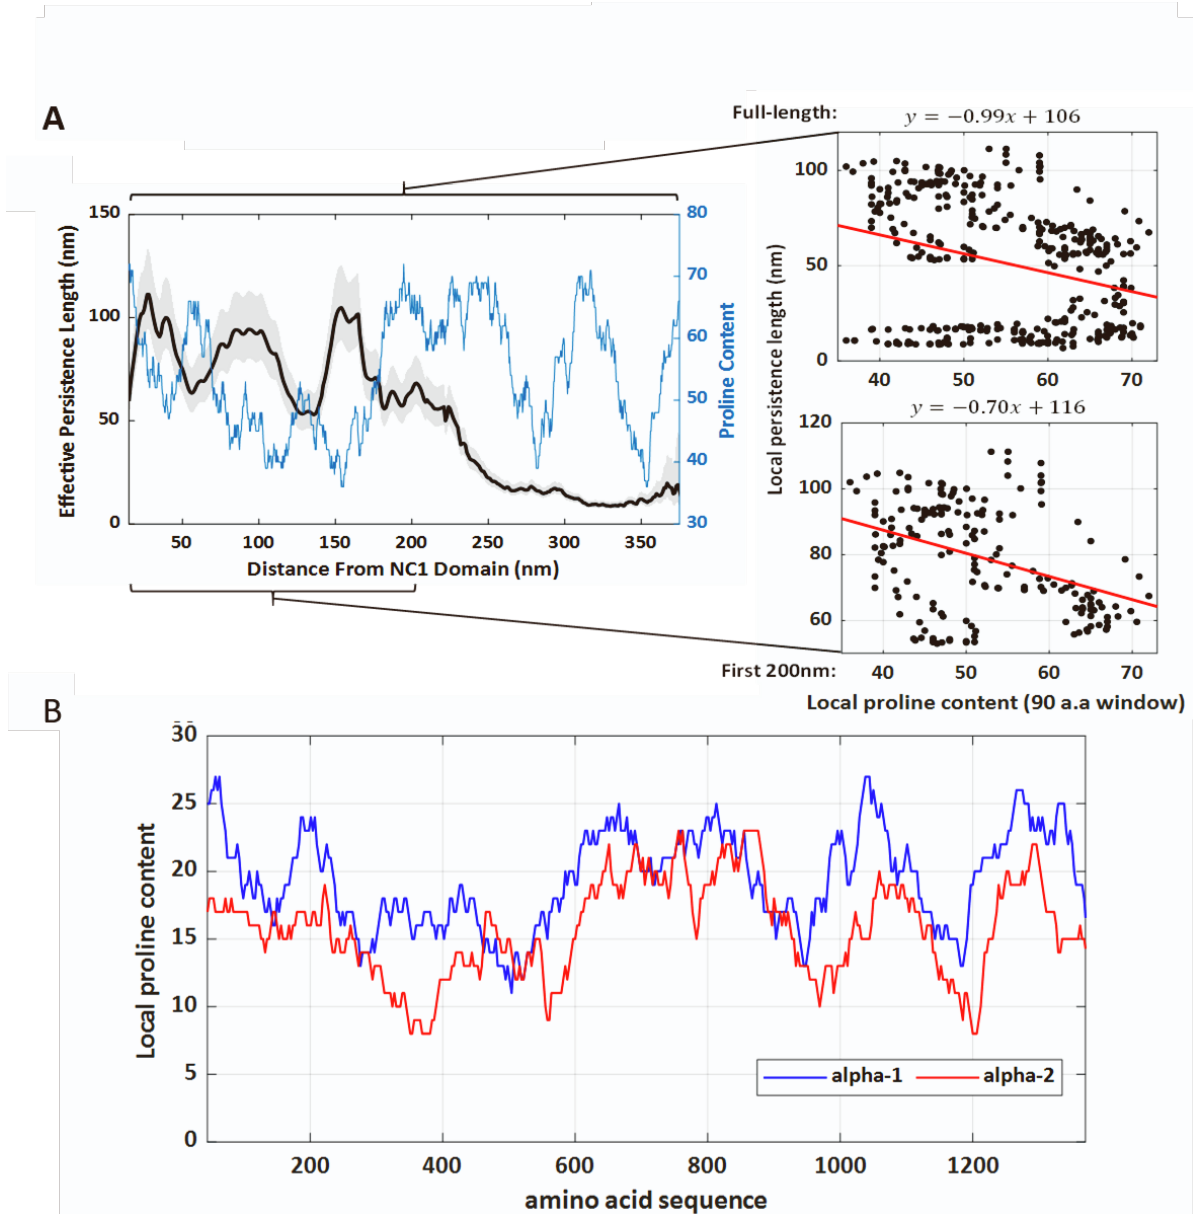 A
Full-length:
y = −0.99x + 106
150
100
50
0
Effective Persistence Length (nm)
80
70
60
50
40
30
Proline Content
50 100 150 200 250 300 350
Distance From NC1 Domain (nm)
100
50
0
40 50 60 70
Local persistence length (nm)
y = −0.70x + 116
120
100
80
60
First 200nm:
40 50 60 70
Local proline content (90 a.a window)
B
30
25
20
15
10
5
0
Local proline content
alpha-1 alpha-2
200 400 600 800 1000 1200
amino acid sequence